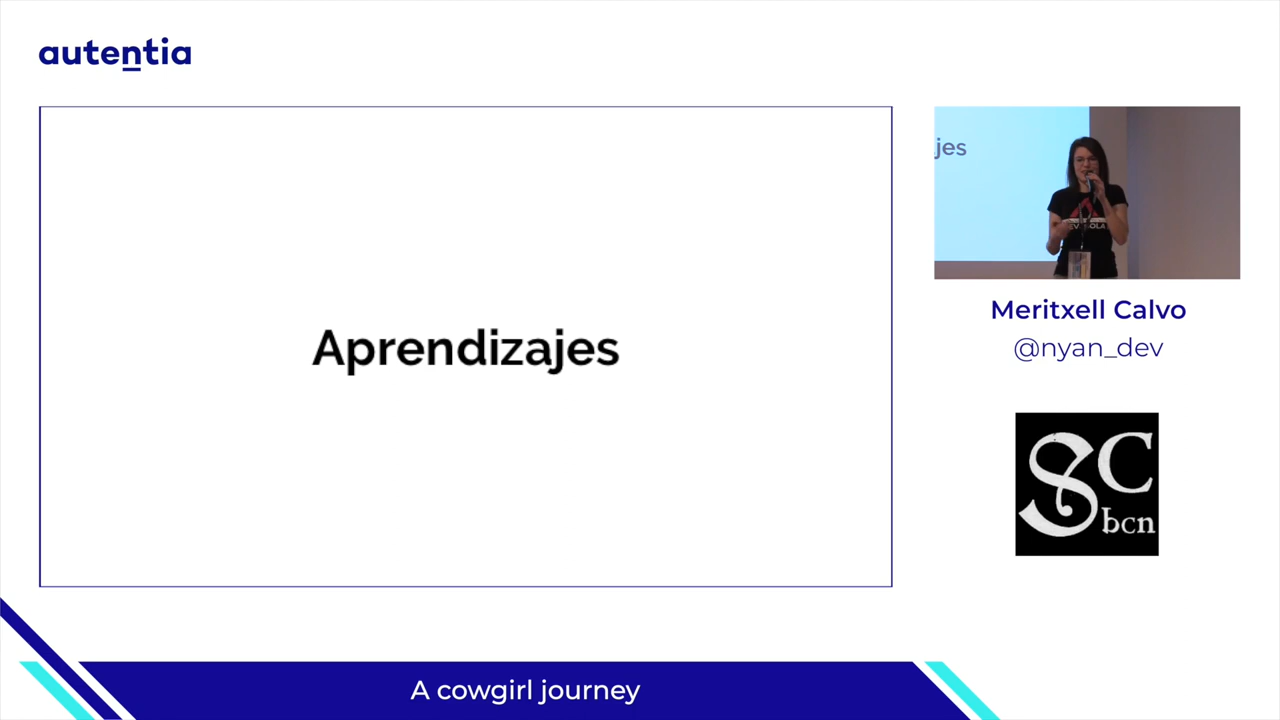 autentia
Aprendizajes
jes
Meritxell Calvo
@nyan_dev
SC
bcn
A cowgirl journey